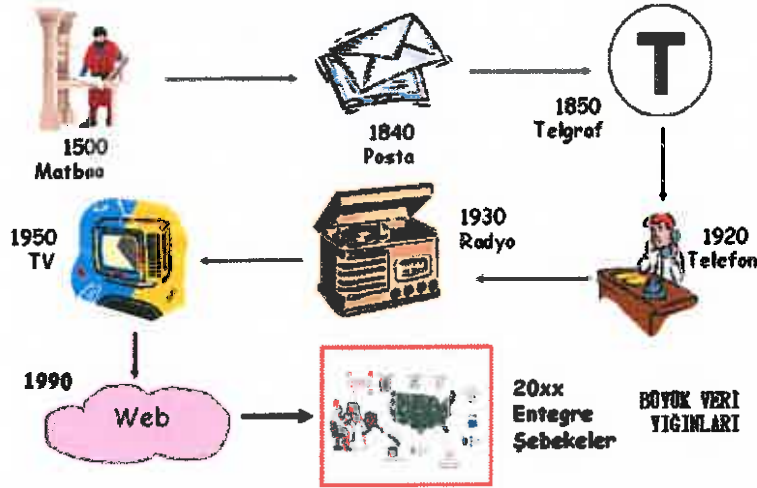 1500
Matbaa
1840
Posta
T
1850
Telgraf
1920
Telefon
1930
Radyo
1950
TV
1990
Web
20xx
Entegre
Şebekeler
BÜYÜK VERİ
YIĞINLARI